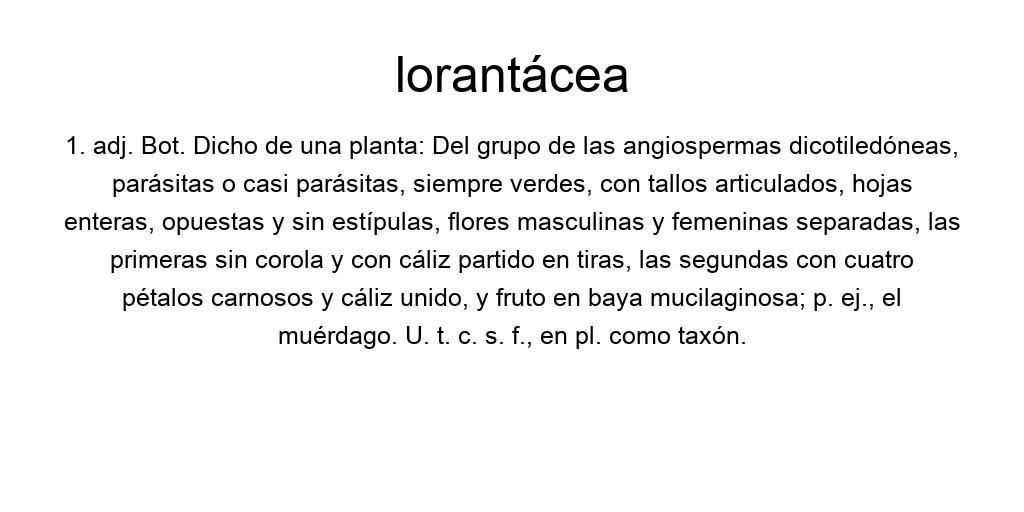 lorantácea
1. adj. Bot. Dicho de una planta: Del grupo de las angiospermas dicotiledóneas,
parásitas o casi parásitas, siempre verdes, con tallos articulados, hojas
enteras, opuestas y sin estípulas, flores masculinas y femeninas separadas, las
primeras sin corola y con cáliz partido en tiras, las segundas con cuatro
pétalos carnosos y cáliz unido, y fruto en baya mucilaginosa; p. ej., el
muérdago. U. t. c. s. f., en pl. como taxón.